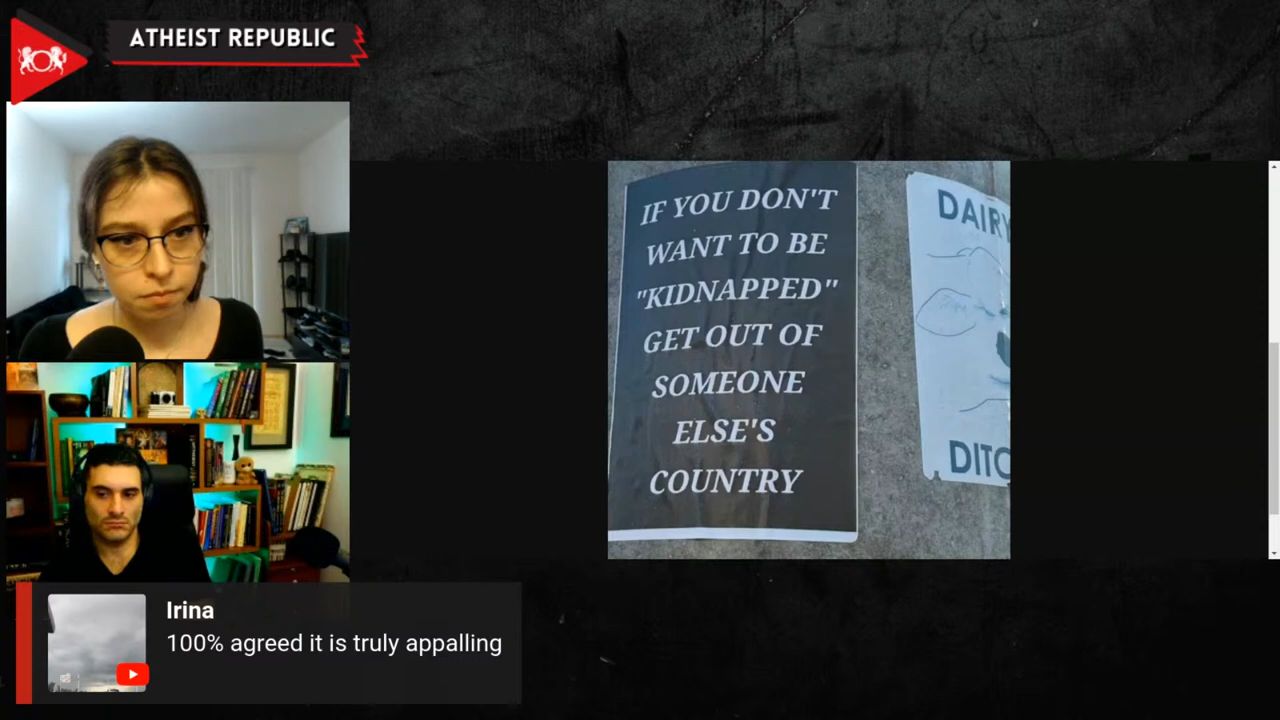 ATHEIST REPUBLIC
IF YOU DON'T
WANT TO BE
"KIDNAPPED"
GET OUT OF
SOMEONE
ELSE'S
COUNTRY
DAIRY
DITC
Irina
100% agreed it is truly appalling